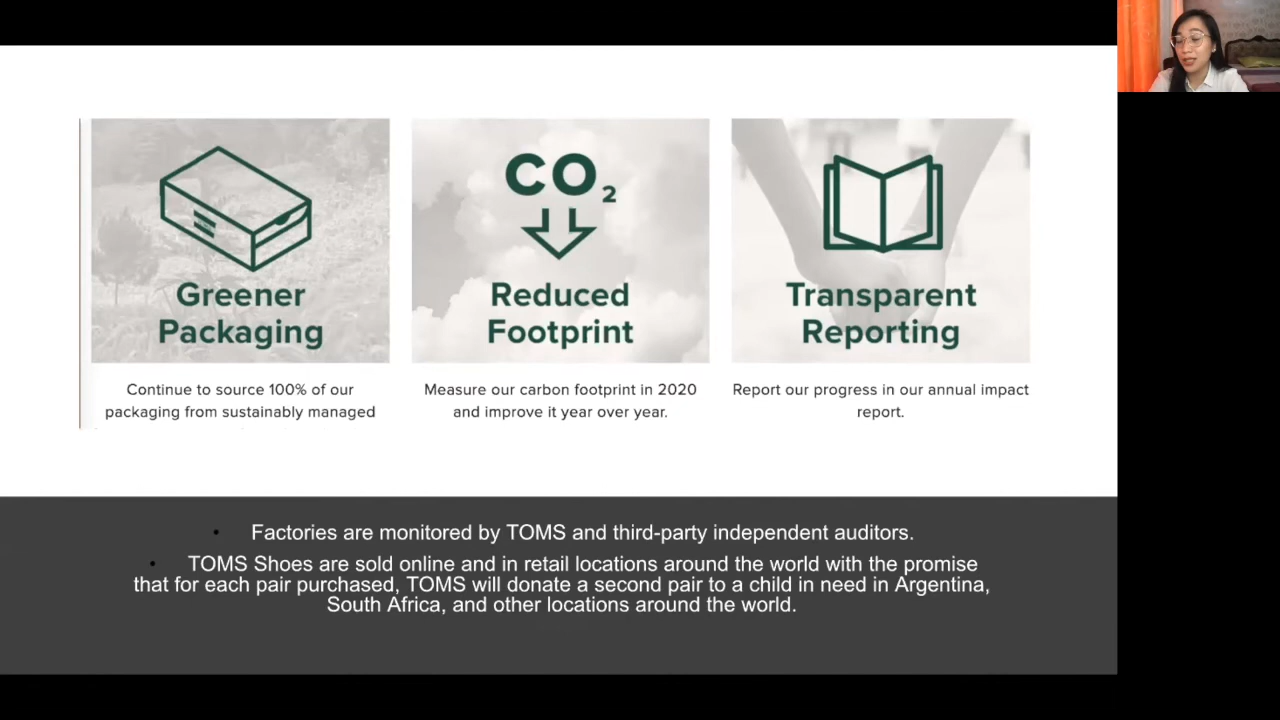 CO2
Greener
Packaging
Reduced
Footprint
Transparent
Reporting
Continue to source 100% of our
packaging from sustainably managed
Measure our carbon footprint in 2020
and improve it year over year.
Report our progress in our annual impact
report.
• Factories are monitored by TOMS and third-party independent auditors.
• TOMS Shoes are sold online and in retail locations around the world with the promise
that for each pair purchased, TOMS will donate a second pair to a child in need in Argentina,
South Africa, and other locations around the world.